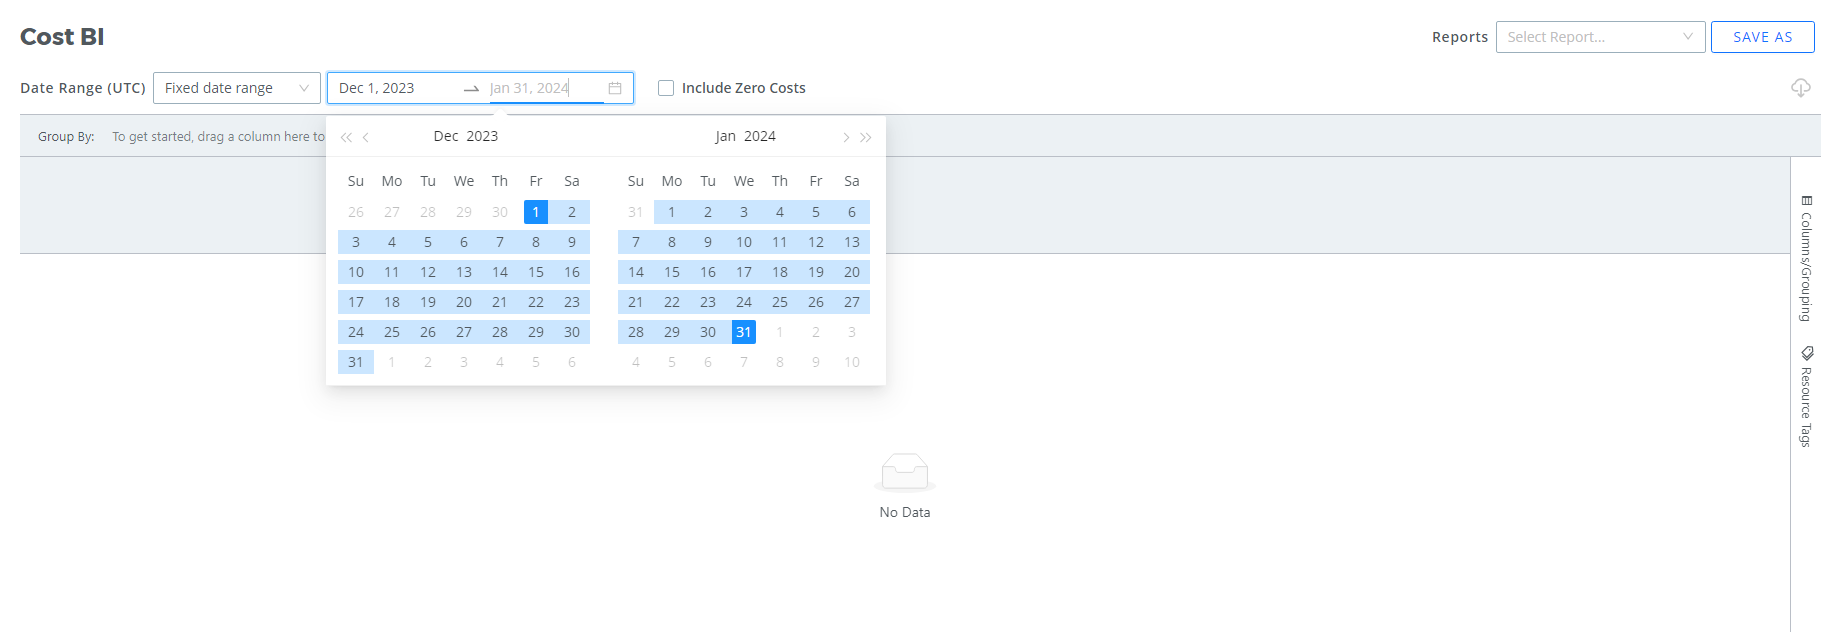 Cost BI
Reports Select Report... SAVE AS
Date Range (UTC) Fixed date range Dec 1, 2023 Jan 31, 2024 Include Zero Costs
Group By: To get started, drag a column here to
Dec 2023 Jan 2024
Su Mo Tu We Th Fr Sa Su Mo Tu We Th Fr Sa
26 27 28 29 30 1 2 31 1 2 3 4 5 6
3 4 5 6 7 8 9 7 8 9 10 11 12 13
10 11 12 13 14 15 16 14 15 16 17 18 19 20
17 18 19 20 21 22 23 21 22 23 24 25 26 27
24 25 26 27 28 29 30 28 29 30 31 1 2 3
31 1 2 3 4 5 6 4 5 6 7 8 9 10
Columns/Grouping
Resource Tags
No Data